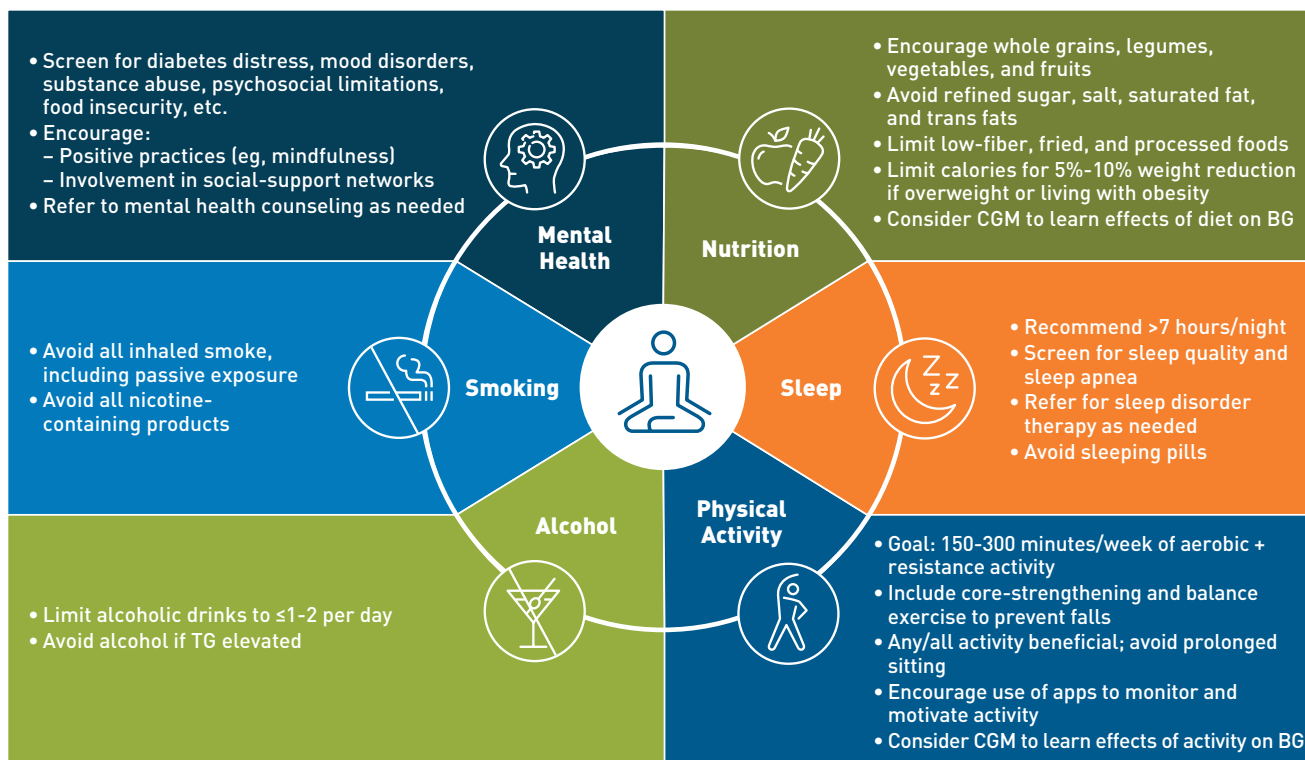 • Screen for diabetes distress, mood disorders,
substance abuse, psychosocial limitations,
food insecurity, etc.
• Encourage:
– Positive practices (eg, mindfulness)
– Involvement in social-support networks
• Refer to mental health counseling as needed
Mental
Health
• Encourage whole grains, legumes,
vegetables, and fruits
• Avoid refined sugar, salt, saturated fat,
and trans fats
• Limit low-fiber, fried, and processed foods
• Limit calories for 5%-10% weight reduction
if overweight or living with obesity
• Consider CGM to learn effects of diet on BG
Nutrition
• Avoid all inhaled smoke,
including passive exposure
• Avoid all nicotine-
containing products
Smoking
Sleep
Z
Z
Z
• Recommend >7 hours/night
• Screen for sleep quality and
sleep apnea
• Refer for sleep disorder
therapy as needed
• Avoid sleeping pills
Alcohol
• Limit alcoholic drinks to ≤1-2 per day
• Avoid alcohol if TG elevated
Physical
Activity
• Goal: 150-300 minutes/week of aerobic +
resistance activity
• Include core-strengthening and balance
exercise to prevent falls
• Any/all activity beneficial; avoid prolonged
sitting
• Encourage use of apps to monitor and
motivate activity
• Consider CGM to learn effects of activity on BG